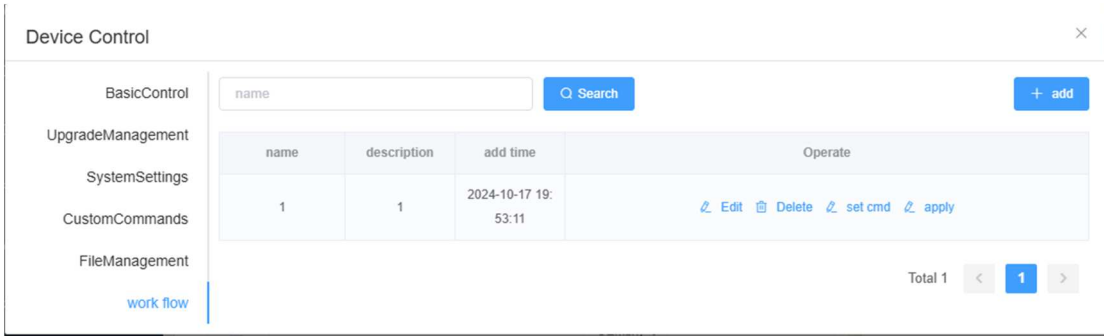 Device Control
BasicControl
UpgradeManagement
SystemSettings
CustomCommands
FileManagement
work flow
name
Search
add
name description add time Operate
1 1 2024-10-17 19:
53:11
Edit Delete set cmd apply
Total 1 1